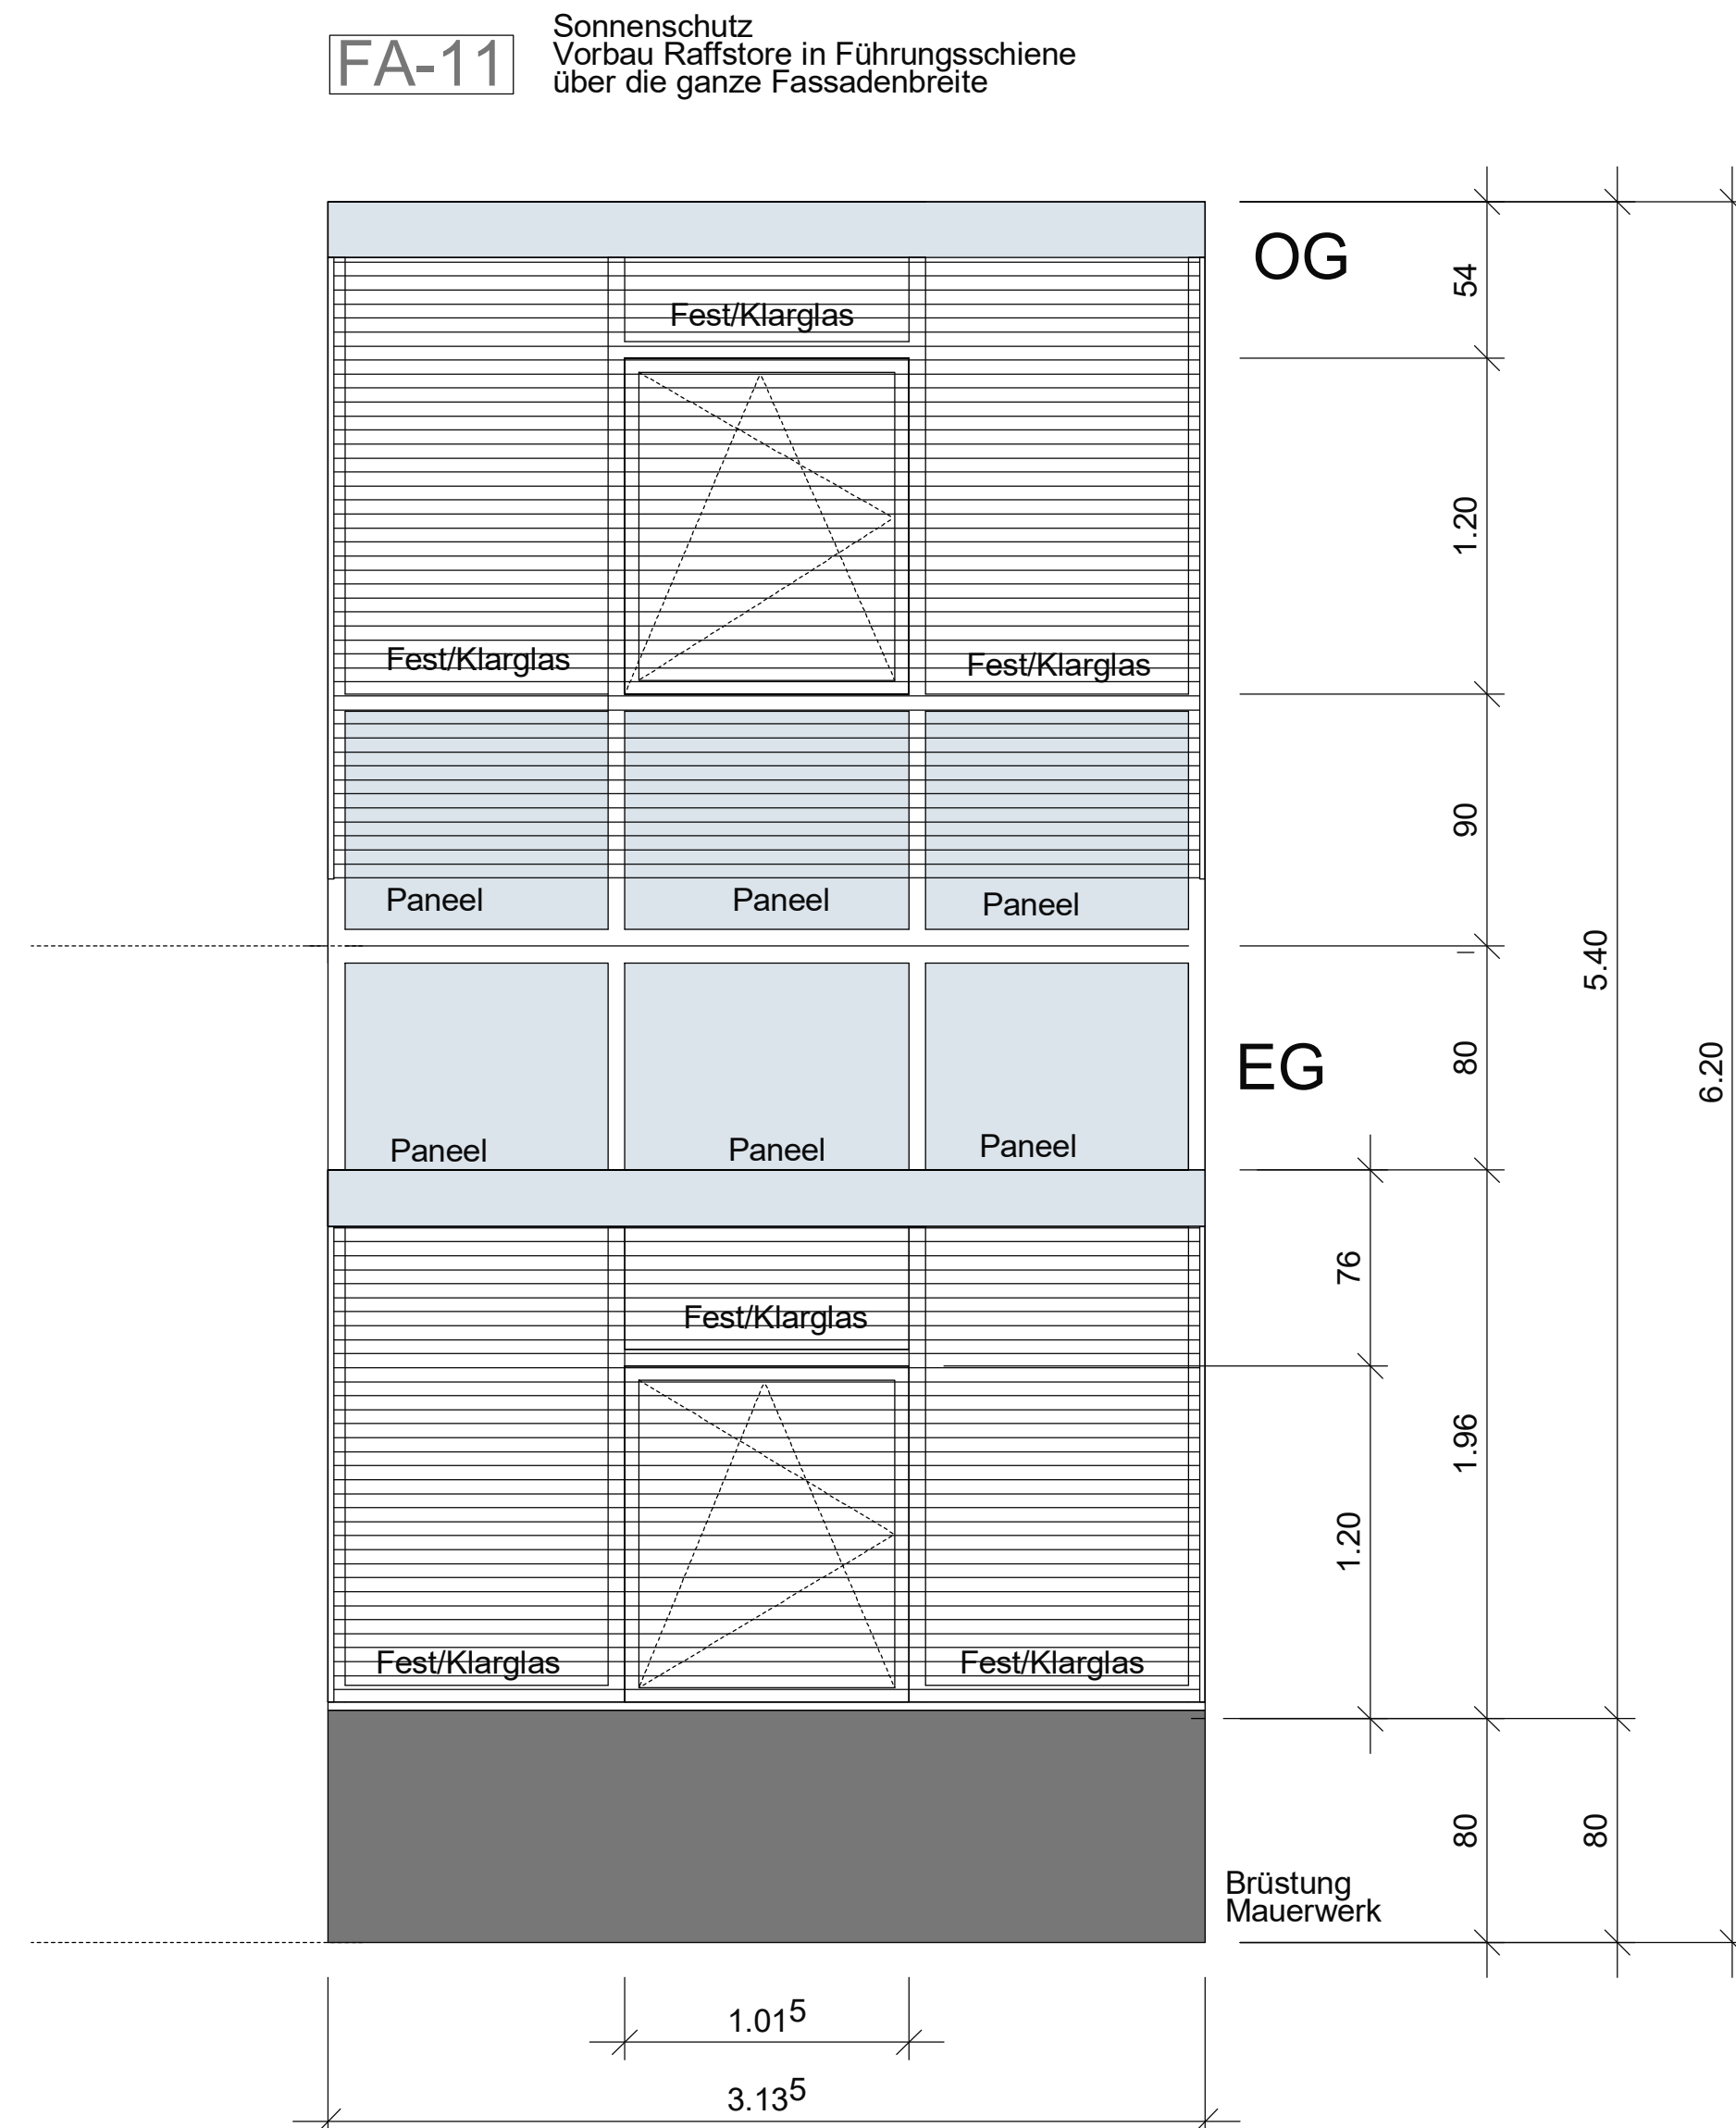 FA-11
Sonnenschutz
Vorbau Raffstore in Führungsschiene
über die ganze Fassadenbreite
OG
54
Fest/Klarglas
1.20
Fest/Klarglas
Fest/Klarglas
90
Paneel
Paneel
Paneel
5.40
80
EG
6.20
Paneel
Paneel
Paneel
76
Fest/Klarglas
1.96
1.20
Fest/Klarglas
Fest/Klarglas
80
80
Brüstung
Mauerwerk
1.01⁵
3.13⁵